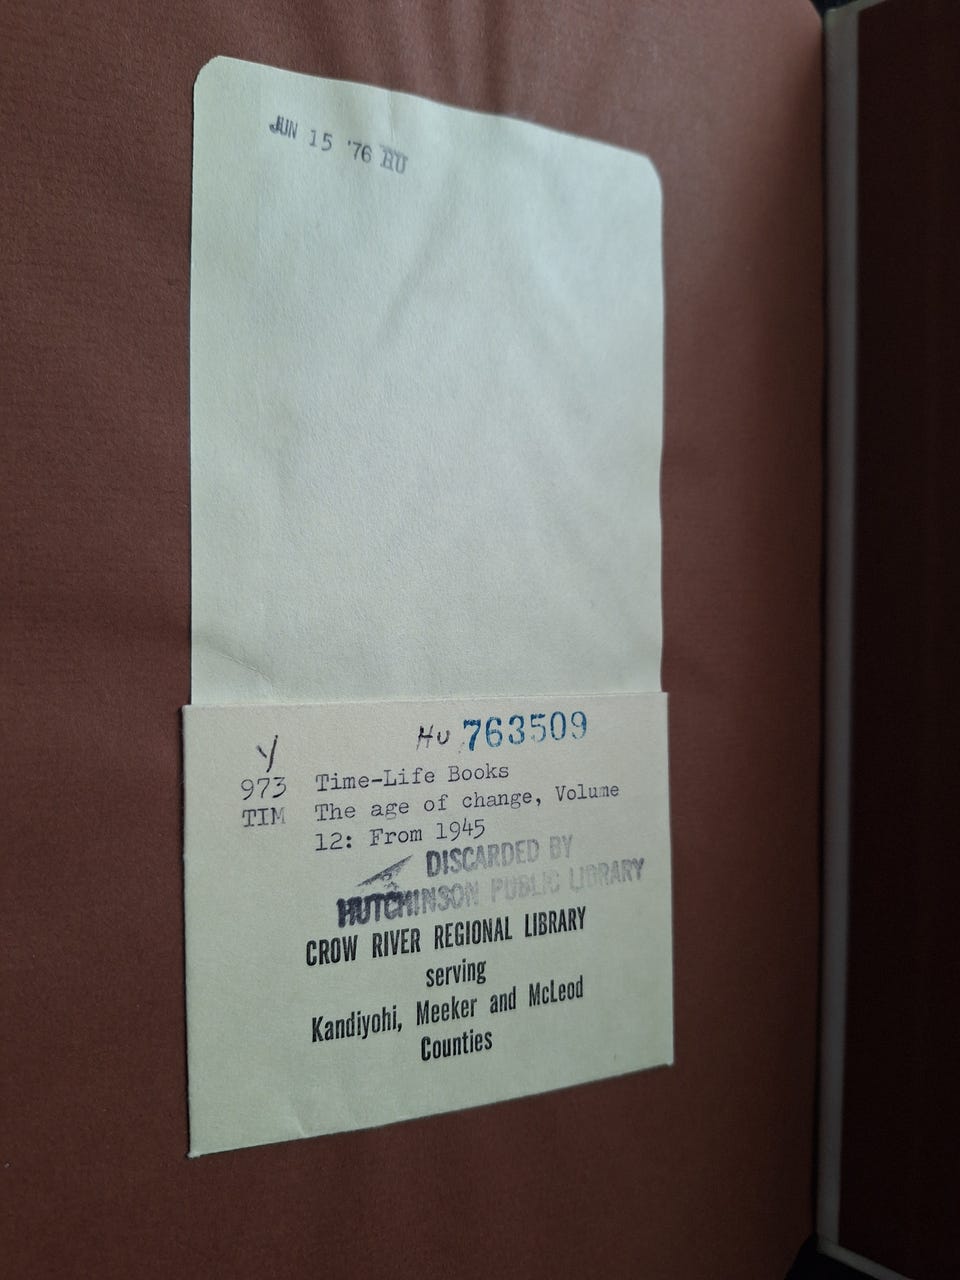 JUN 15 '76 HU
Y
Hu 763509
973 Time-Life Books
TIM The age of change, Volume
12: From 1945
DISCARDED BY
HUTCHINSON PUBLIC LIBRARY
CROW RIVER REGIONAL LIBRARY
serving
Kandiyohi, Meeker and McLeod
Counties